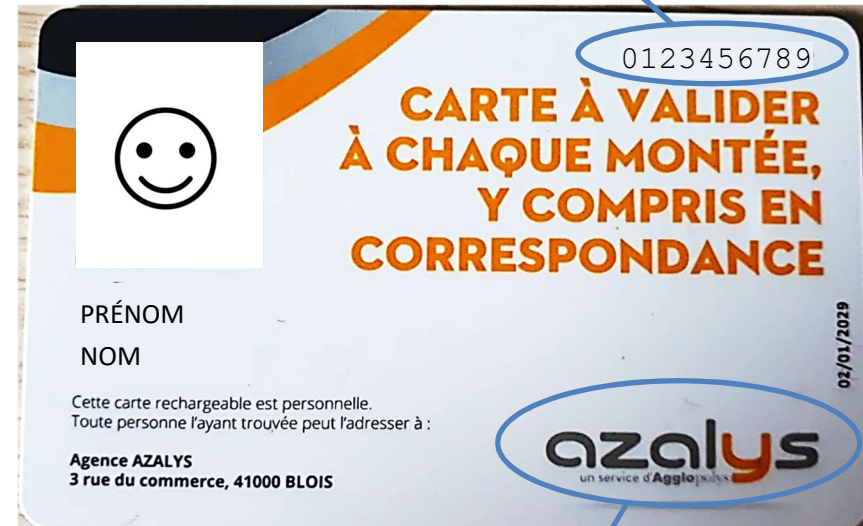 0123456789
CARTE À VALIDER
À CHAQUE MONTÉE,
Y COMPRIS EN
CORRESPONDANCE
PRÉNOM
NOM
02/01/2029
Cette carte rechargeable est personnelle.
Toute personne l'ayant trouvée peut l'adresser à :
Agence AZALYS
3 rue du commerce, 41000 BLOIS
azalys
un service d'Agglopolys